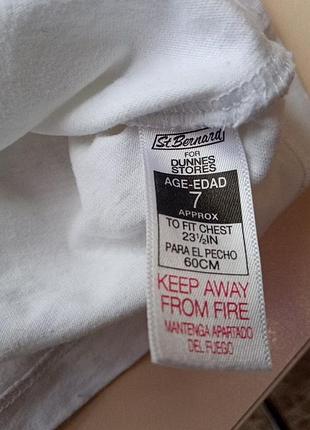 St. Bernard
FOR
DUNNES
STORES
AGE-EDAD
7
APPROX
TO FIT CHEST
23½IN
PARA EL PECHO
60CM
KEEP AWAY
FROM FIRE
MANTENGA APARTADO
DEL FUEGO